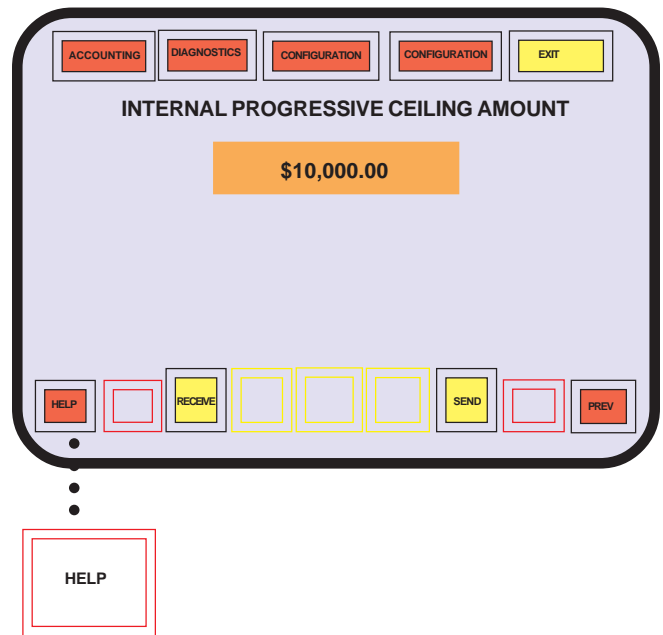 ACCOUNTING DIAGNOSTICS CONFIGURATION CONFIGURATION EXIT
INTERNAL PROGRESSIVE CEILING AMOUNT
$10,000.00
HELP RECEIVE SEND PREV
HELP